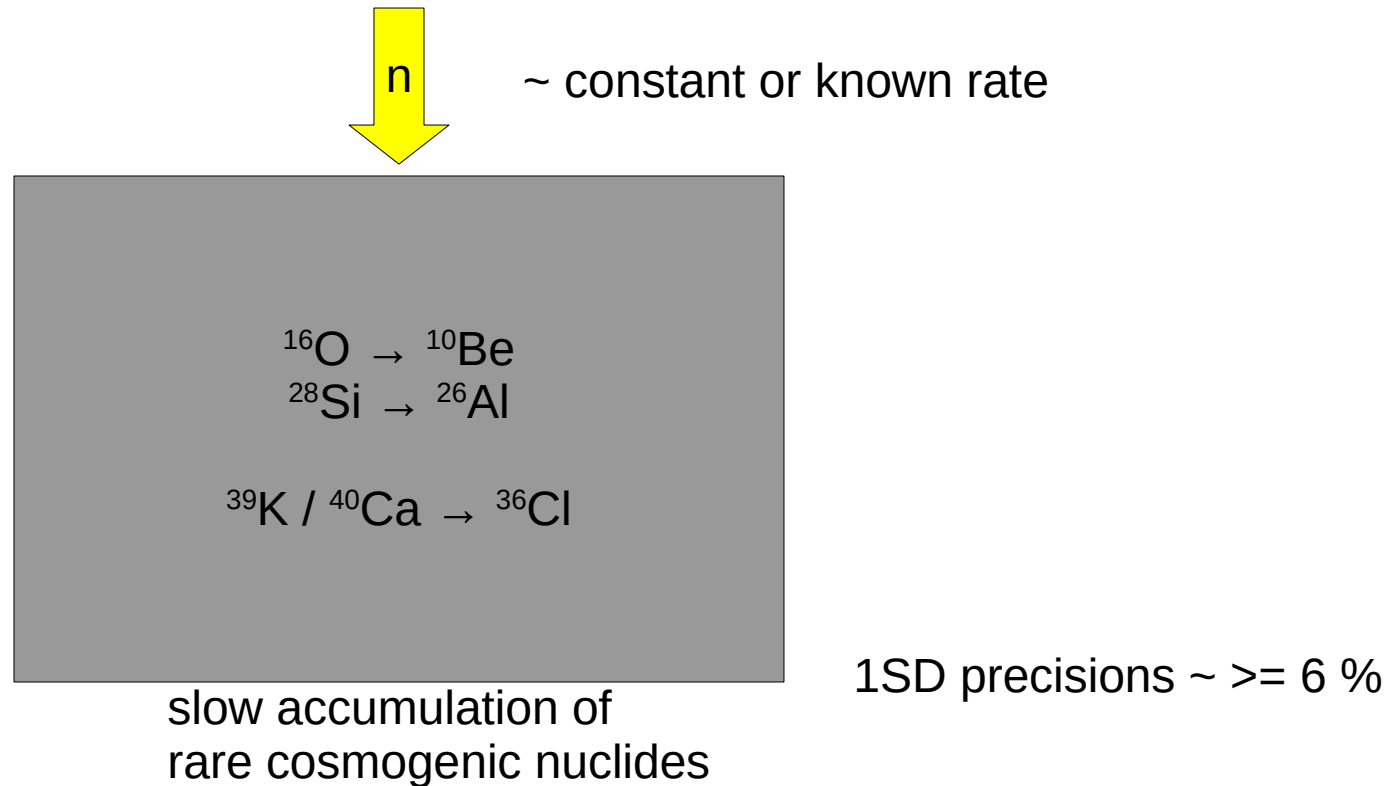 n
~ constant or known rate
¹⁶O → ¹⁰Be
²⁸Si → ²⁶Al
³⁹K / ⁴⁰Ca → ³⁶Cl
1SD precisions ~ >= 6 %
slow accumulation of
rare cosmogenic nuclides